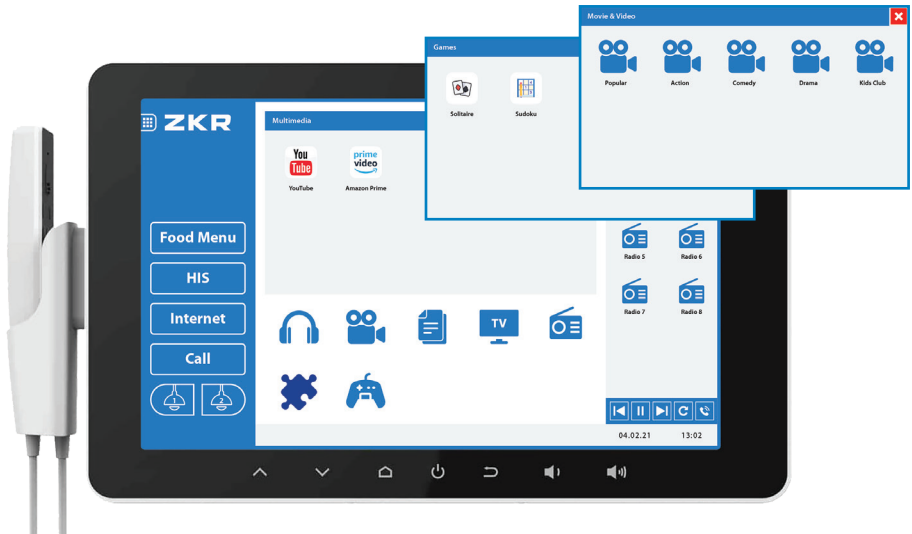 Movie & Video
Popular
Action
Comedy
Drama
Kids Club
Games
Solitaire
Sudoku
ZKR
Multimedia
You
Tube
YouTube
prime
video
Amazon Prime
Food Menu
HIS
Internet
Call
1
2
TV
Radio 5
Radio 6
Radio 7
Radio 8
04.02.21
13:02